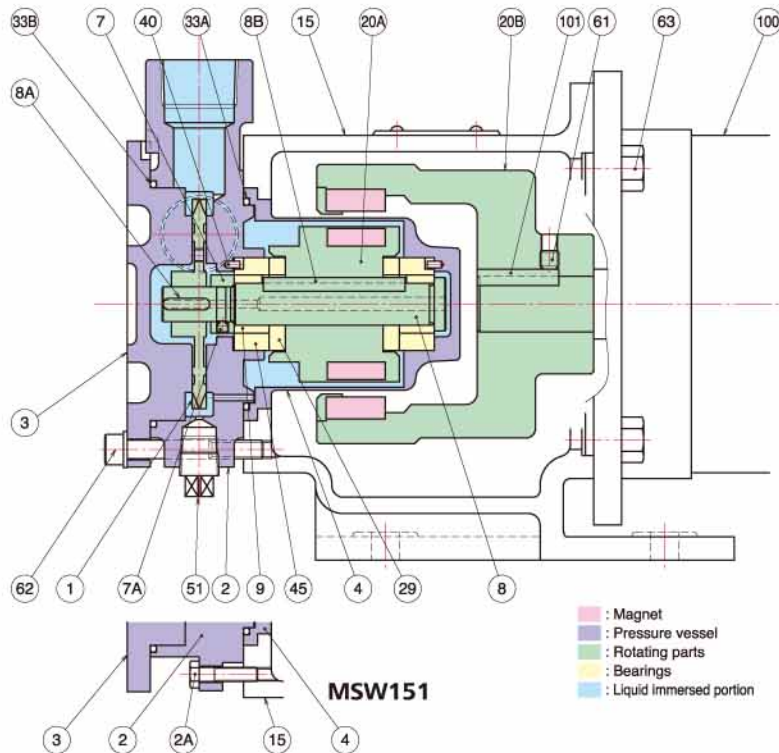 33B 7 40 33A 8B 15 20A 20B 101 61 63 100
8A
3
62 1 7A 51 2 9 45 4 29 8
: Magnet
: Pressure vessel
: Rotating parts
: Bearings
: Liquid immersed portion
MSW151
3 2 2A 15 4